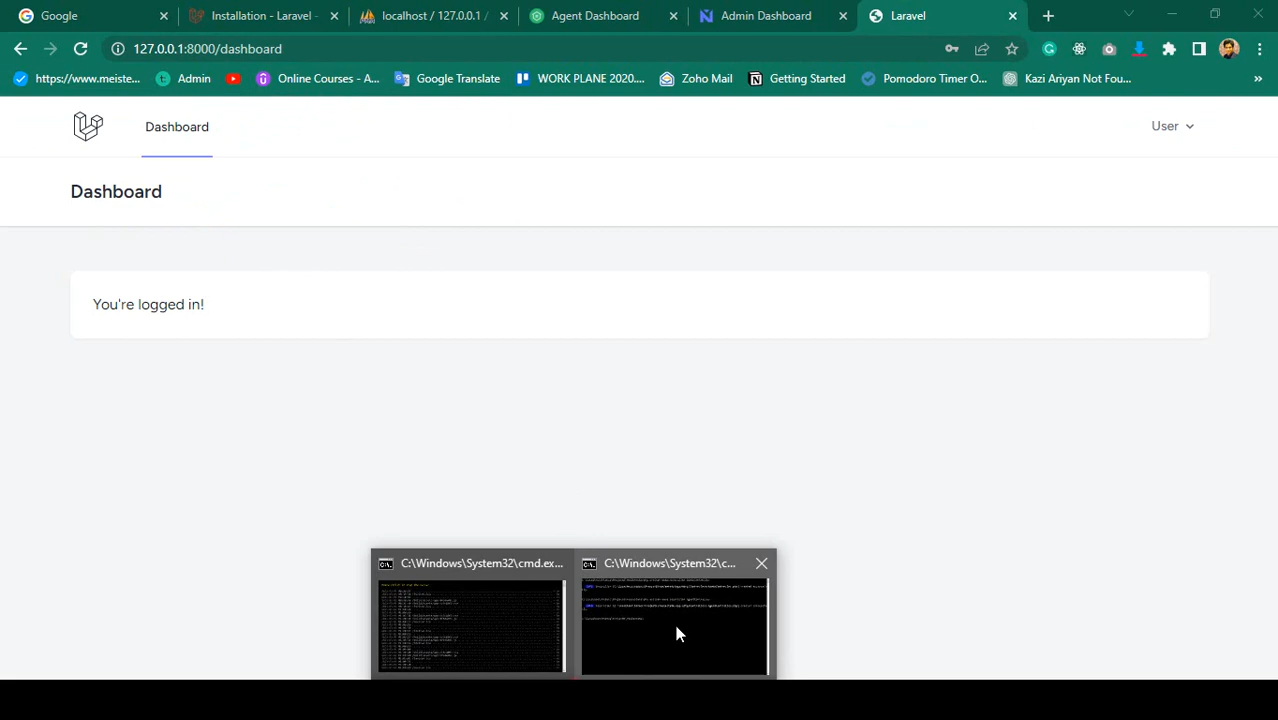 Google
Installation - Laravel -
localhost / 127.0.0.1 /
Agent Dashboard
Admin Dashboard
Laravel
127.0.0.1:8000/dashboard
https://www.meiste...
Admin
Online Courses - A...
Google Translate
WORK PLANE 2020....
Zoho Mail
Getting Started
Pomodoro Timer O...
Kazi Ariyan Not Fou...
Dashboard
User
Dashboard
You're logged in!
C:\Windows\System32\cmd.ex...
C:\Windows\System32\c...